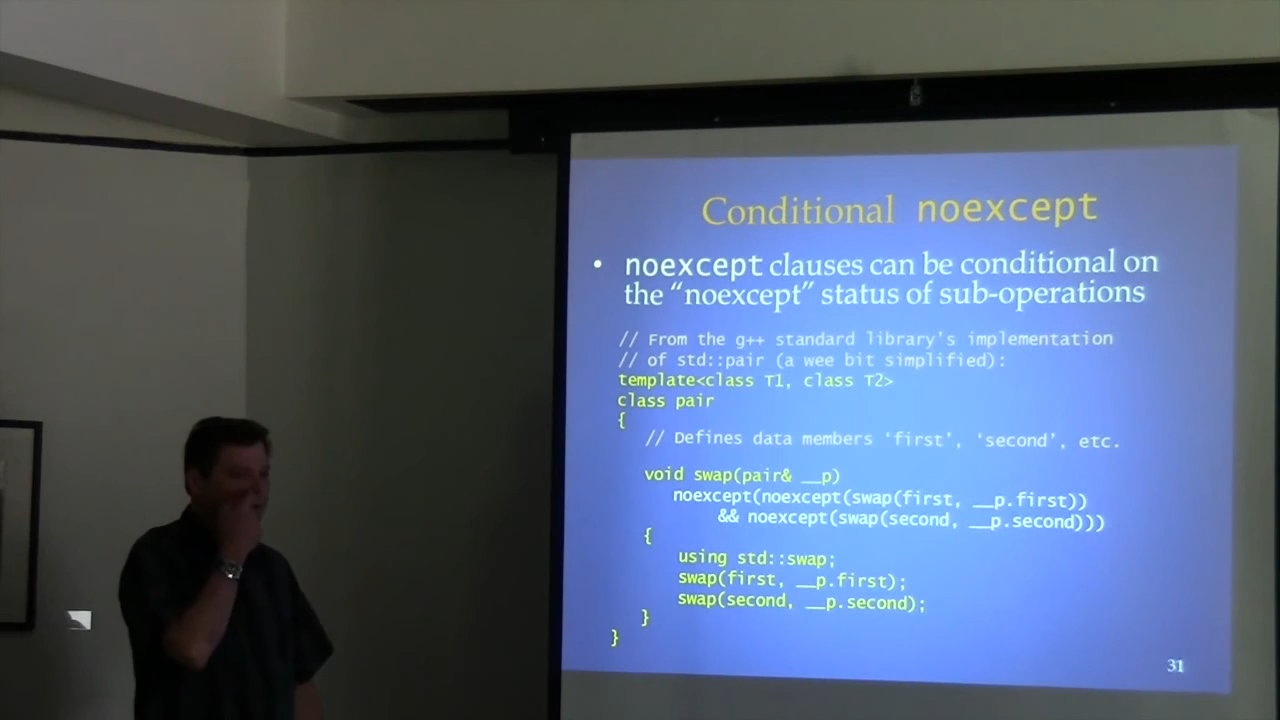 Conditional noexcept
• noexcept clauses can be conditional on
the “noexcept” status of sub-operations
// From the g++ standard library's implementation
// of std::pair (a wee bit simplified):
template<class T1, class T2>
class pair
{
// Defines data members ‘first’, ‘second’, etc.
void swap(pair& __p)
noexcept(noexcept(swap(first, __p.first))
&& noexcept(swap(second, __p.second)))
{
using std::swap;
swap(first, __p.first);
swap(second, __p.second);
}
}
31